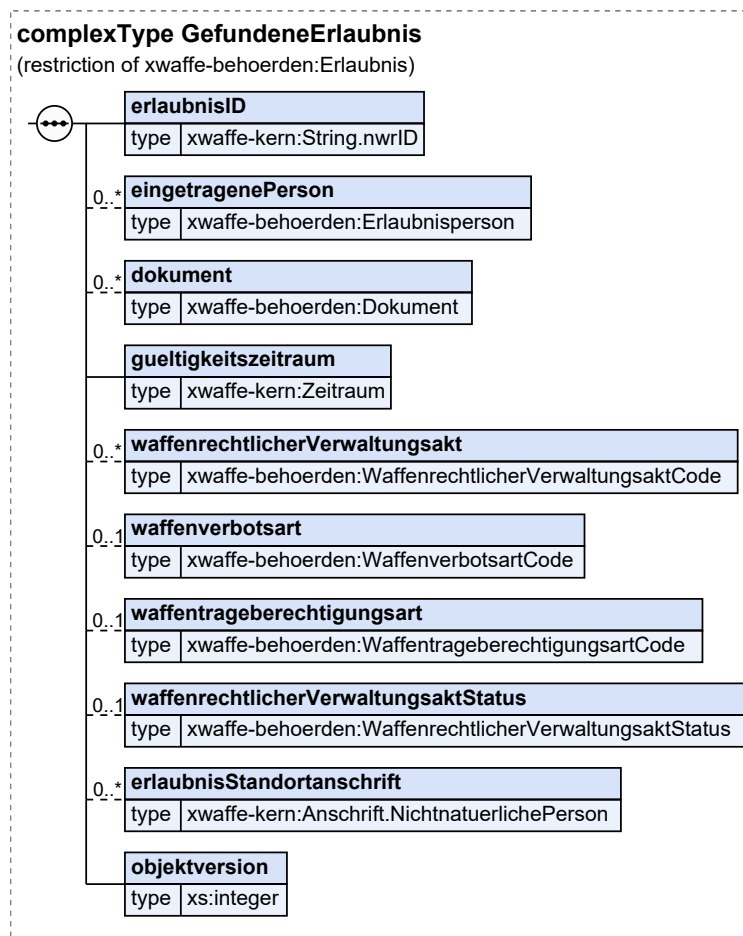 complexType GefundeneErlaubnis
(restriction of xwaffe-behoerden:Erlaubnis)
erlaubnisID
type xwaffe-kern:String.nwrID
0..* eingetragenePerson
type xwaffe-behoerden:Erlaubnisperson
0..* dokument
type xwaffe-behoerden:Dokument
gueltigkeitszeitraum
type xwaffe-kern:Zeitraum
0..* waffenrechtlicherVerwaltungsakt
type xwaffe-behoerden:WaffenrechtlicherVerwaltungsaktCode
0..1 waffenverbotsart
type xwaffe-behoerden:WaffenverbotsartCode
0..1 waffentrageberechtigungsart
type xwaffe-behoerden:WaffentrageberechtigungsartCode
0..1 waffenrechtlicherVerwaltungsaktStatus
type xwaffe-behoerden:WaffenrechtlicherVerwaltungsaktStatus
0..* erlaubnisStandortanschrift
type xwaffe-kern:Anschrift.NichtnatuerlichePerson
objektversion
type xs:integer